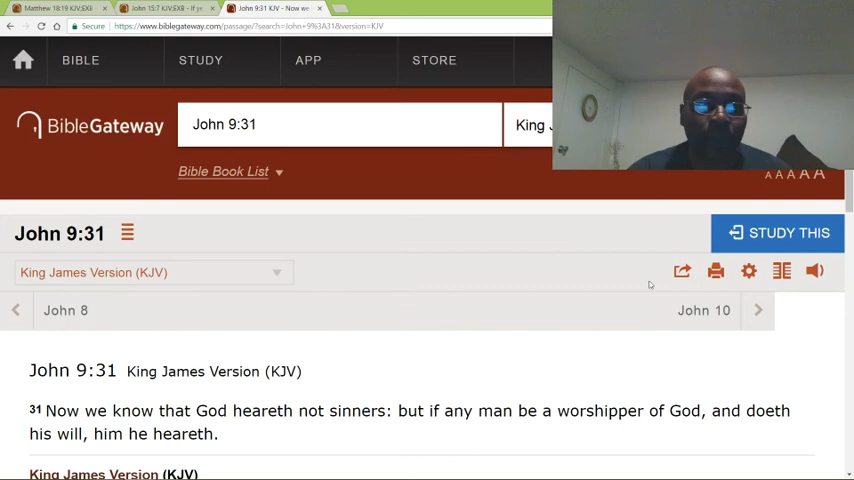 Matthew 18:19 KJV;EXB -
John 15:7 KJV;EXB - If y
John 9:31 KJV - Now we
Secure
https://www.biblegateway.com/passage/?search=John+9%3A31&version=KJV
BIBLE
STUDY
APP
STORE
BibleGateway
John 9:31
King J
Bible Book List
A A A A A
John 9:31
STUDY THIS
King James Version (KJV)
John 8
John 10
John 9:31 King James Version (KJV)
31 Now we know that God heareth not sinners: but if any man be a worshipper of God, and doeth
his will, him he heareth.
King James Version (KJV)